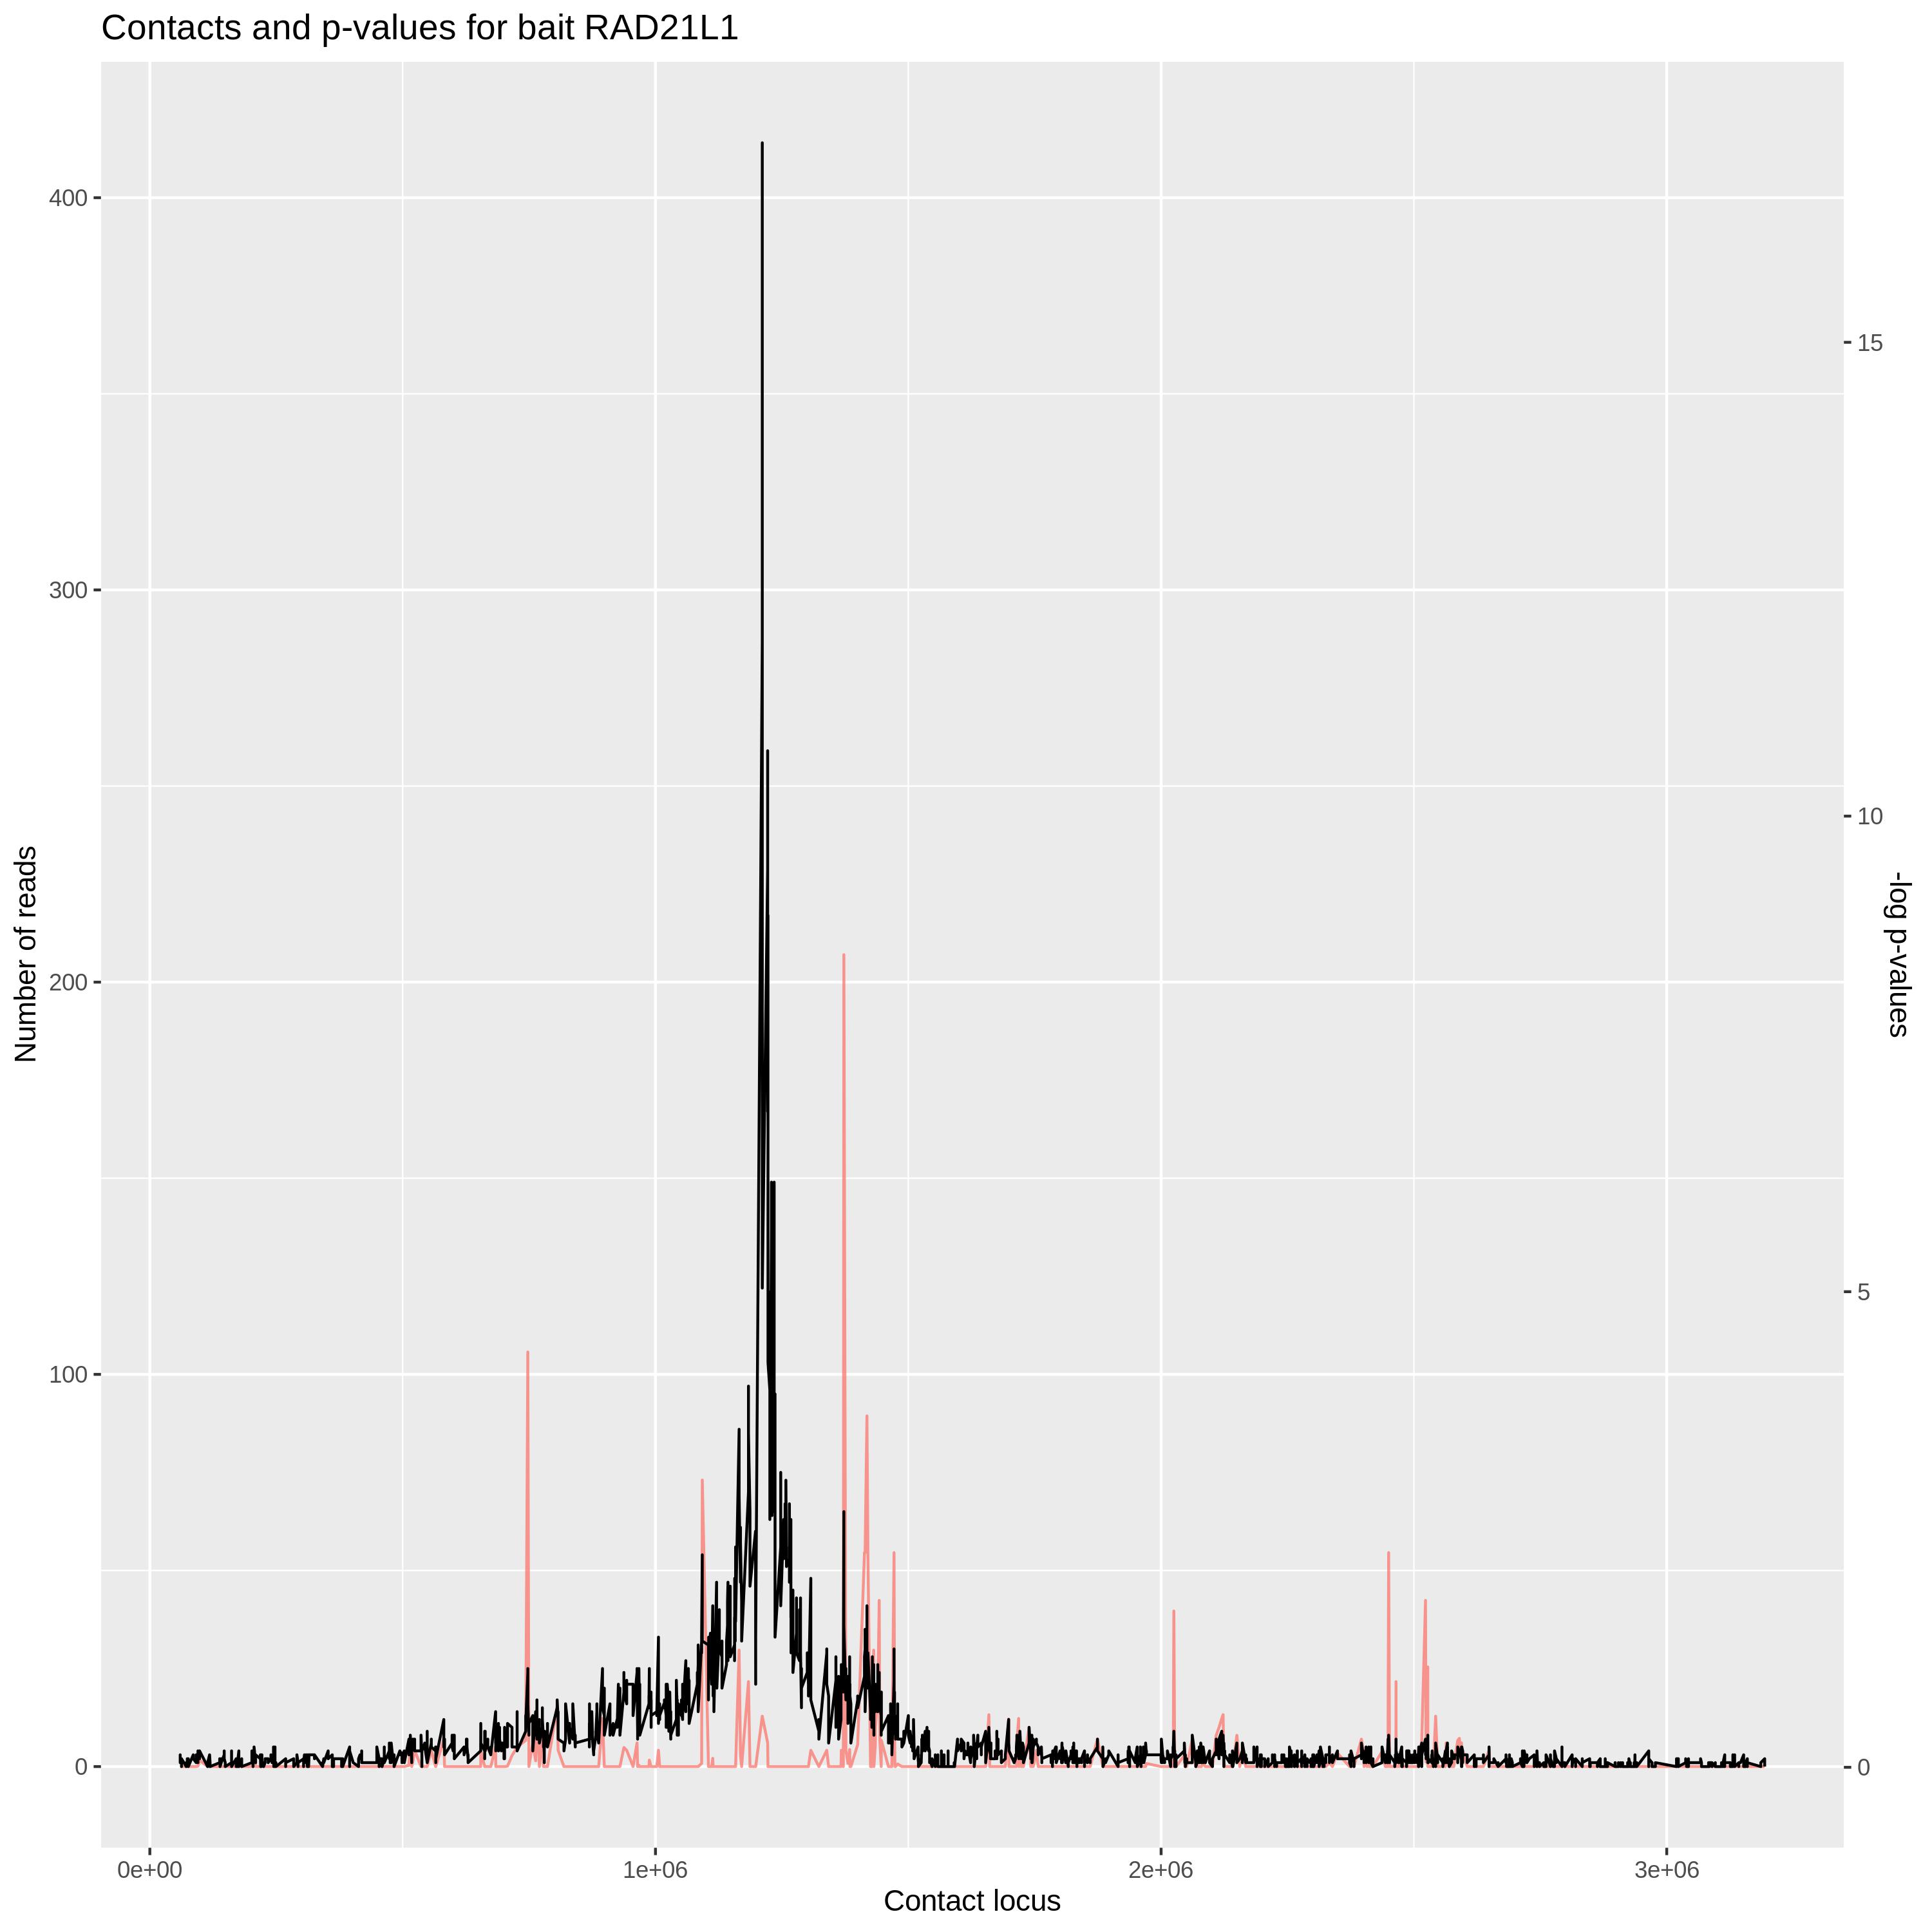 Contacts and p-values for bait RAD21L1
400
300
200
100
0
Number of reads
15
10
5
0
-log p-values
0e+00 1e+06 2e+06 3e+06
Contact locus